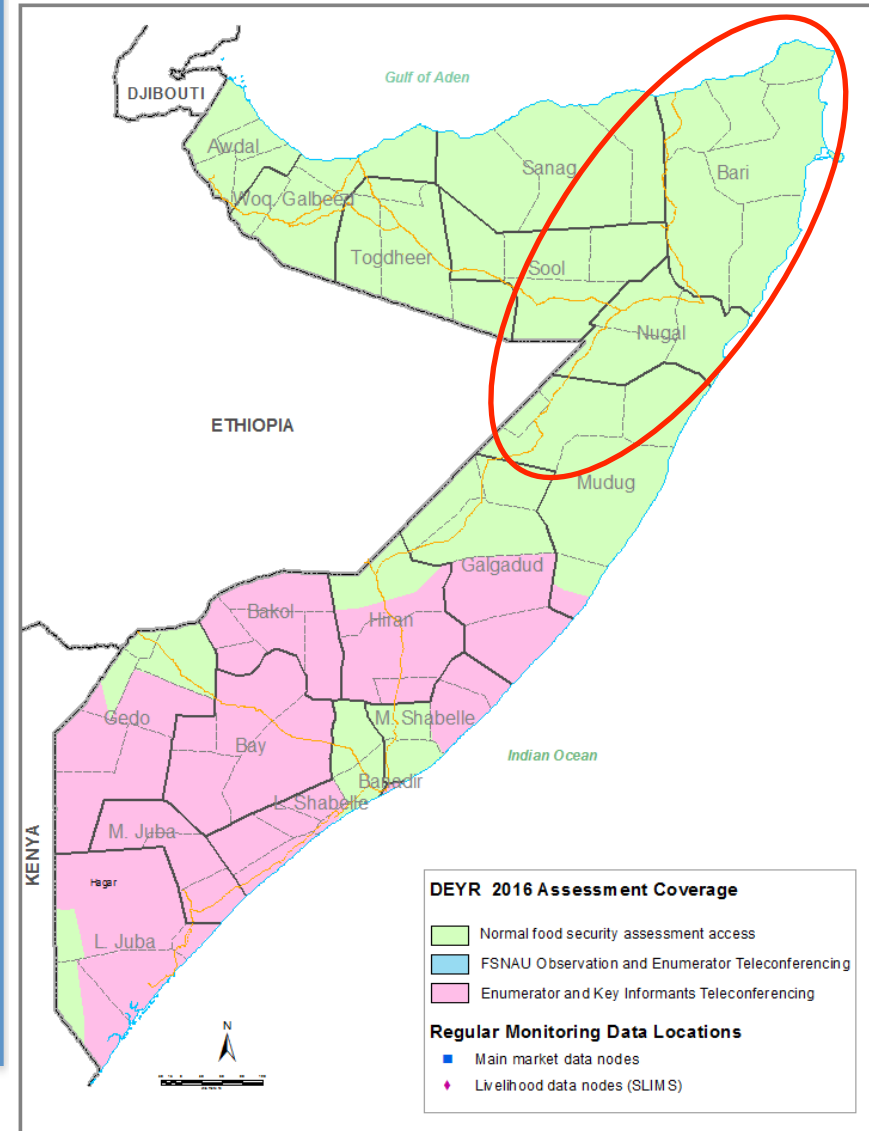 Gulf of Aden
DJIBOUTI
Awdal
Sanag
Bari
Woq. Galbeed
Togdheer
Sool
Nugal
ETHIOPIA
Mudug
Galgadud
Bakol
Hiran
Gedo
M. Shabelle
Bay
Indian Ocean
Banadir
L. Shabelle
M. Juba
KENYA
Hagar
L. Juba
N
DEYR 2016 Assessment Coverage
Normal food security assessment access
FSNAU Observation and Enumerator Teleconferencing
Enumerator and Key Informants Teleconferencing
Regular Monitoring Data Locations
Main market data nodes
Livelihood data nodes (SLIMS)